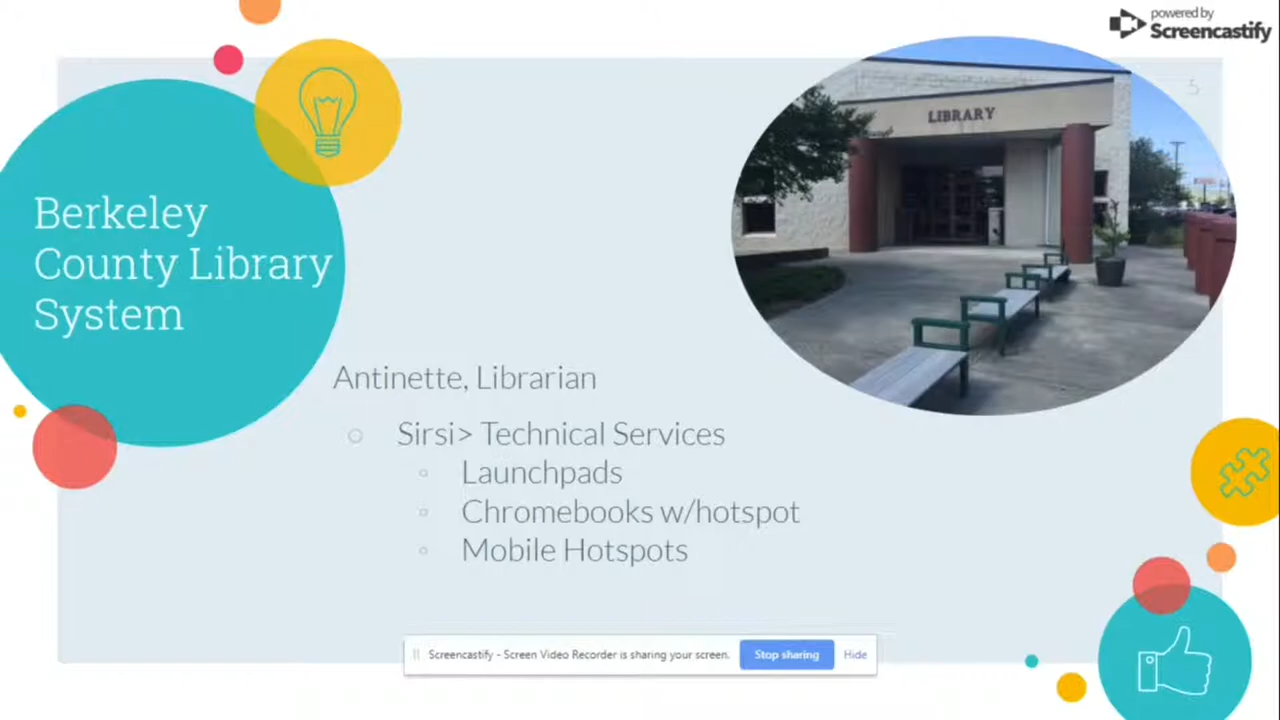 powered by
Screencastify
5
LIBRARY
Berkeley
County Library
System
Antinette, Librarian
Sirsi> Technical Services
Launchpads
Chromebooks w/hotspot
Mobile Hotspots
Screencastify - Screen Video Recorder is sharing your screen.
Stop sharing
Hide